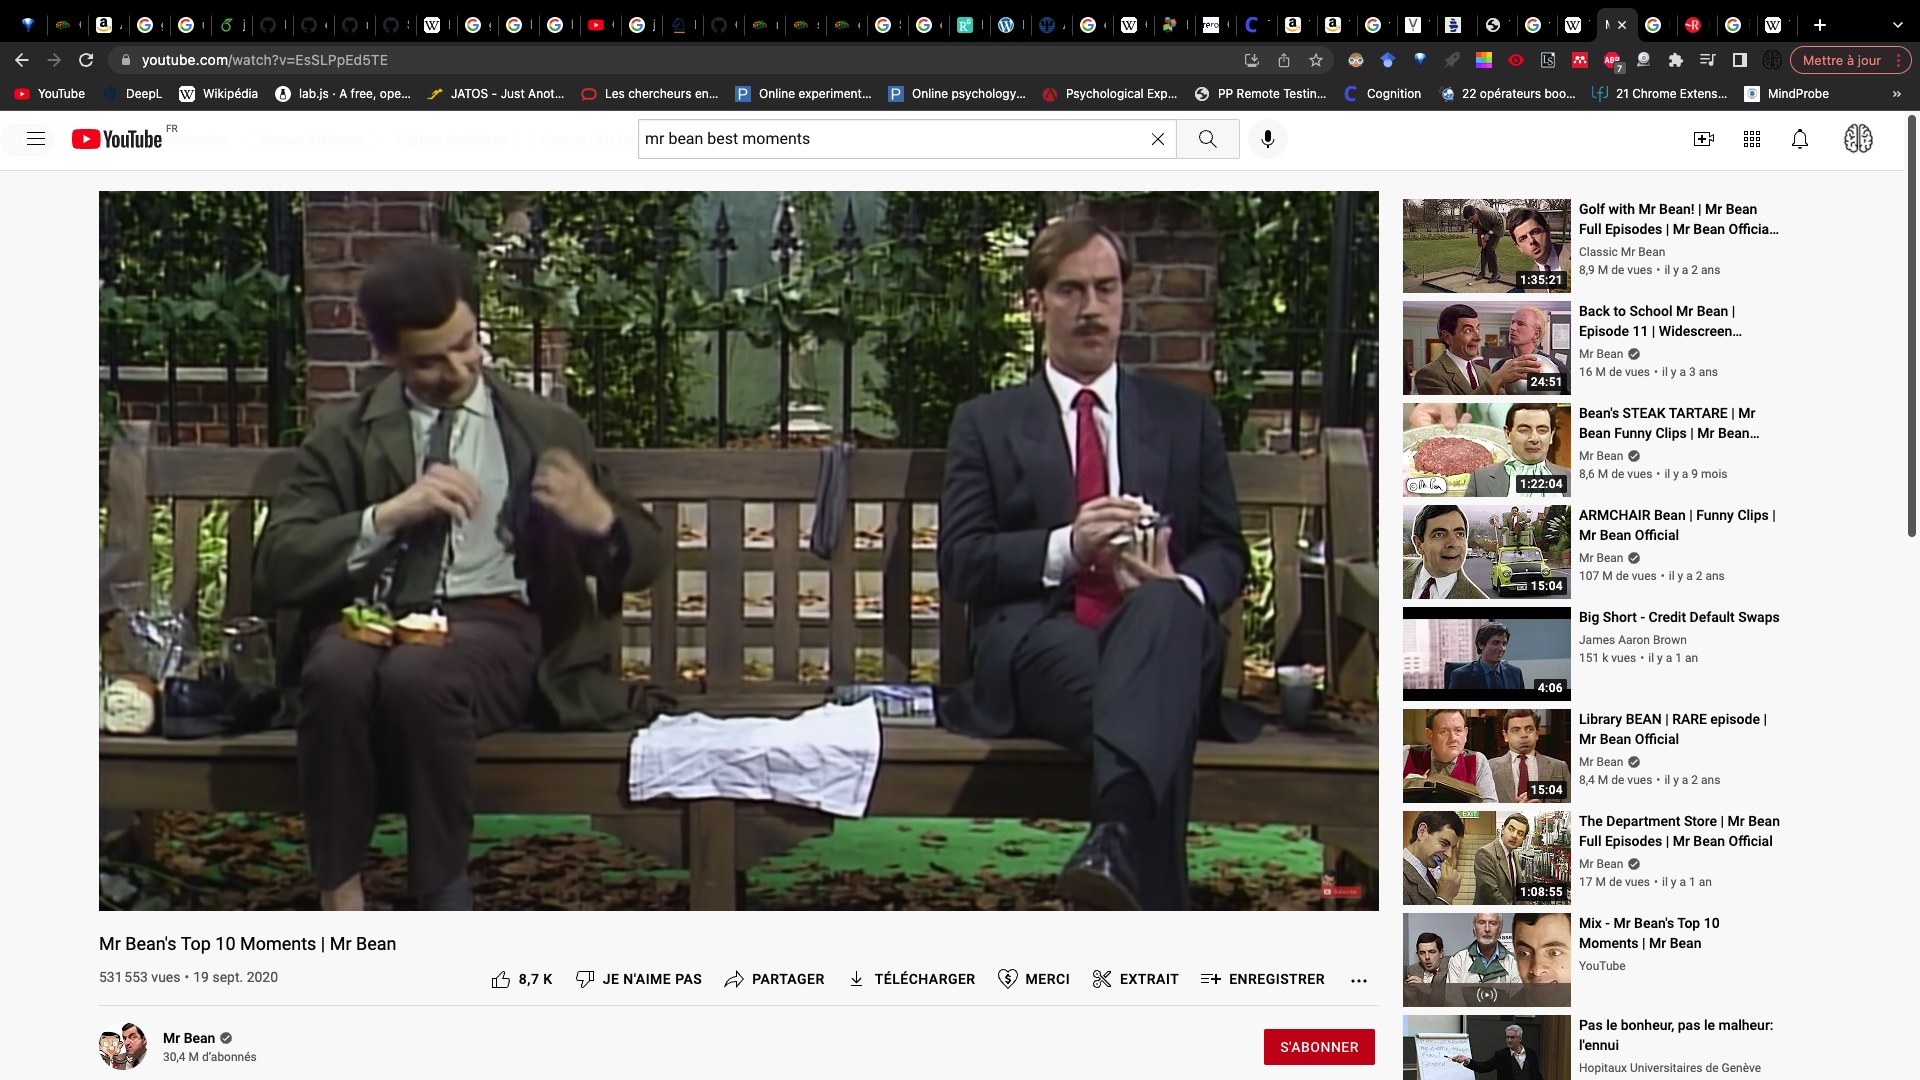 youtube.com/watch?v=EsSLPpEd5TE
Mettre à jour
7
YouTube
DeepL
Wikipédia
lab.js · A free, ope...
JATOS - Just Anot...
Les chercheurs en...
Online experiment...
Online psychology...
Psychological Exp...
PP Remote Testin...
Cognition
22 opérateurs boo...
21 Chrome Extens...
MindProbe
»
YouTube FR
mr bean best moments
Mr Bean's Top 10 Moments | Mr Bean
531 553 vues • 19 sept. 2020
8,7 K
JE N'AIME PAS
PARTAGER
TÉLÉCHARGER
MERCI
EXTRAIT
ENREGISTRER
Mr Bean
30,4 M d’abonnés
S'ABONNER
1:35:21
Golf with Mr Bean! | Mr Bean
Full Episodes | Mr Bean Officia...
Classic Mr Bean
8,9 M de vues • il y a 2 ans
24:51
Back to School Mr Bean |
Episode 11 | Widescreen...
Mr Bean
16 M de vues • il y a 3 ans
1:22:04
Bean's STEAK TARTARE | Mr
Bean Funny Clips | Mr Bean...
Mr Bean
8,6 M de vues • il y a 9 mois
15:04
ARMCHAIR Bean | Funny Clips |
Mr Bean Official
Mr Bean
107 M de vues • il y a 2 ans
4:06
Big Short - Credit Default Swaps
James Aaron Brown
151 k vues • il y a 1 an
15:04
Library BEAN | RARE episode |
Mr Bean Official
Mr Bean
8,4 M de vues • il y a 2 ans
EXIT
1:08:55
The Department Store | Mr Bean
Full Episodes | Mr Bean Official
Mr Bean
17 M de vues • il y a 1 an
Mix - Mr Bean's Top 10
Moments | Mr Bean
YouTube
Pas le bonheur, pas le malheur:
l'ennui
Hopitaux Universitaires de Genève